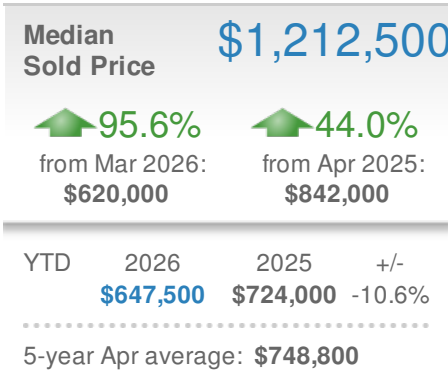 Median
Sold Price
$1,212,500
95.6%
44.0%
from Mar 2026:
from Apr 2025:
$620,000
$842,000
YTD 2026 2025 +/-
$647,500 $724,000 -10.6%
5-year Apr average: $748,800